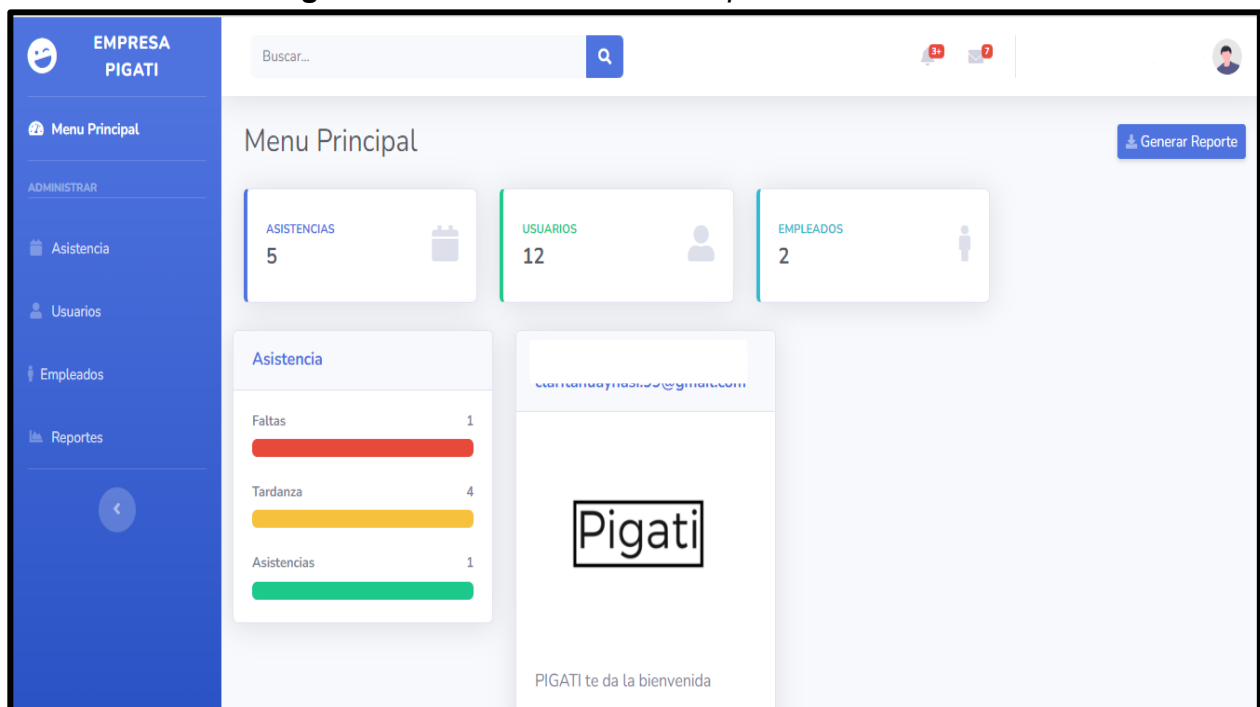 EMPRESA
PIGATI
Buscar...
3+
7
Menu Principal
Menu Principal
Generar Reporte
ADMINISTRAR
ASISTENCIAS
5
USUARIOS
12
EMPLEADOS
2
Asistencia
Usuarios
Empleados
Reportes
Asistencia
Faltas 1
Tardanza 4
Asistencias 1
Pigati
PIGATI te da la bienvenida